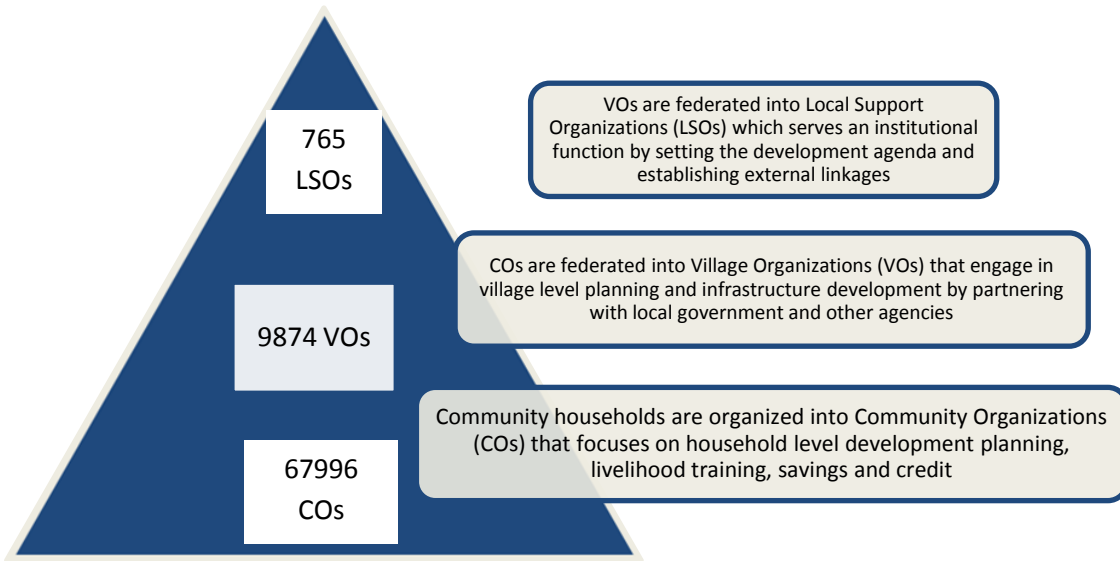 765
LSOs
VOs are federated into Local Support
Organizations (LSOs) which serves an institutional
function by setting the development agenda and
establishing external linkages
9874 VOs
COs are federated into Village Organizations (VOs) that engage in
village level planning and infrastructure development by partnering
with local government and other agencies
67996
COs
Community households are organized into Community Organizations
(COs) that focuses on household level development planning,
livelihood training, savings and credit